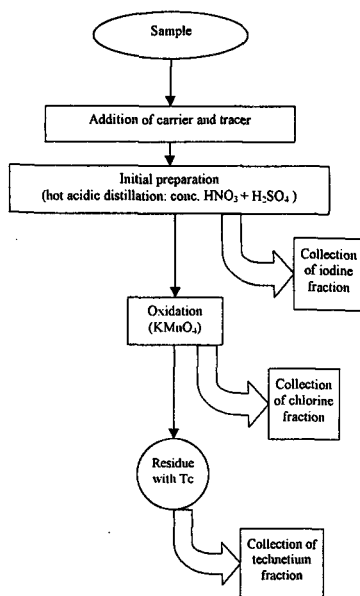 Sample
Addition of carrier and tracer
Initial preparation
(hot acidic distillation: conc. HNO₃ + H₂SO₄ )
Collection
of iodine
fraction
Oxidation
(KMnO₄)
Collection
of chlorine
fraction
Residue
with Tc
Collection of
technetium
fraction